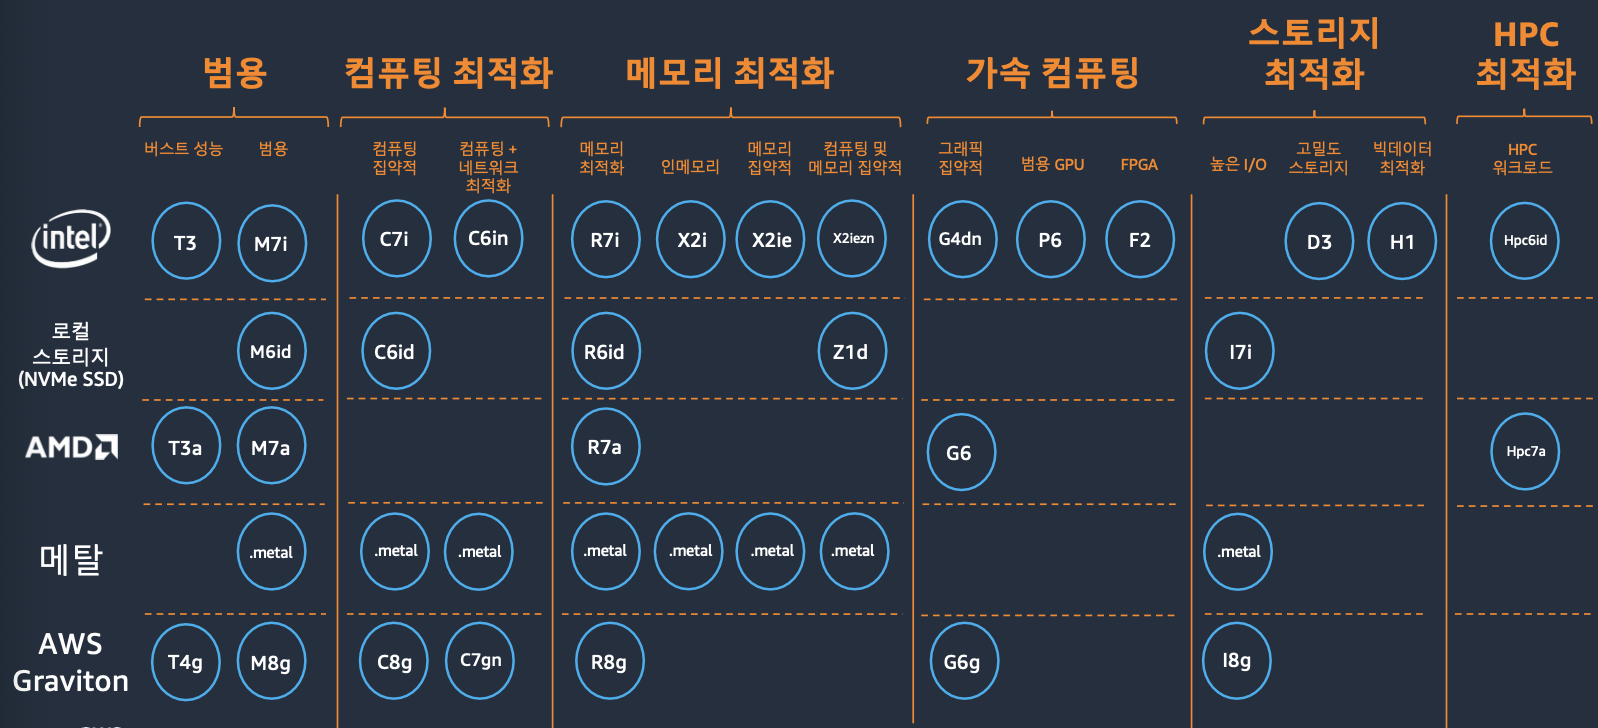 범용
컴퓨팅 최적화
메모리 최적화
가속 컴퓨팅
스토리지
최적화
HPC
최적화
버스트 성능
범용
컴퓨팅
집약적
컴퓨팅 +
네트워크
최적화
메모리
최적화
인메모리
메모리
집약적
컴퓨팅 및
메모리 집약적
그래픽
집약적
범용 GPU
FPGA
높은 I/O
고밀도
스토리지
빅데이터
최적화
HPC
워크로드
intel
T3
M7i
C7i
C6in
R7i
X2i
X2ie
X2iezn
G4dn
P6
F2
D3
H1
Hpc6id
로컬
스토리지
(NVMe SSD)
M6id
C6id
R6id
Z1d
I7i
AMD
T3a
M7a
R7a
G6
Hpc7a
메탈
.metal
.metal
.metal
.metal
.metal
.metal
.metal
.metal
AWS
Graviton
T4g
M8g
C8g
C7gn
R8g
G6g
I8g